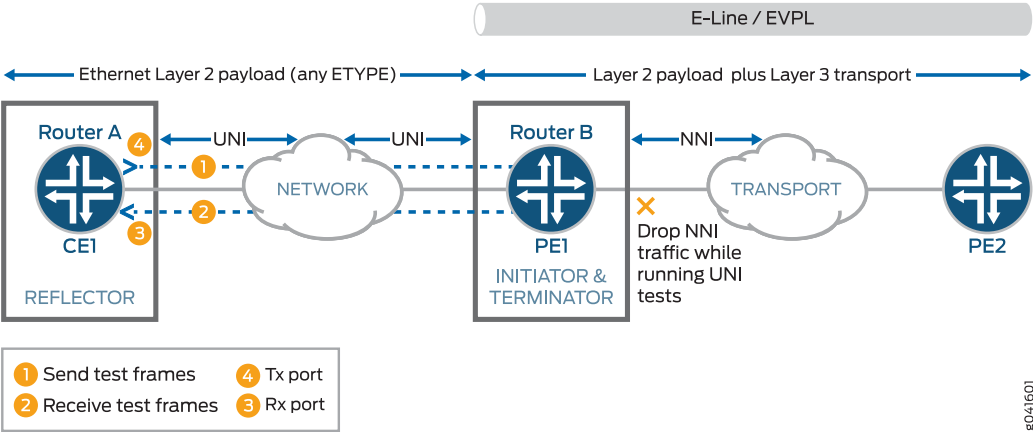 E-Line / EVPL
Ethernet Layer 2 payload (any ETYPE)
Layer 2 payload plus Layer 3 transport
Router A
4
UNI
UNI
Router B
NNI
1
NETWORK
TRANSPORT
2
3
CE1
PE1
Drop NNI
traffic while
running UNI
tests
PE2
REFLECTOR
INITIATOR &
TERMINATOR
1 Send test frames
4 Tx port
2 Receive test frames
3 Rx port
g041601